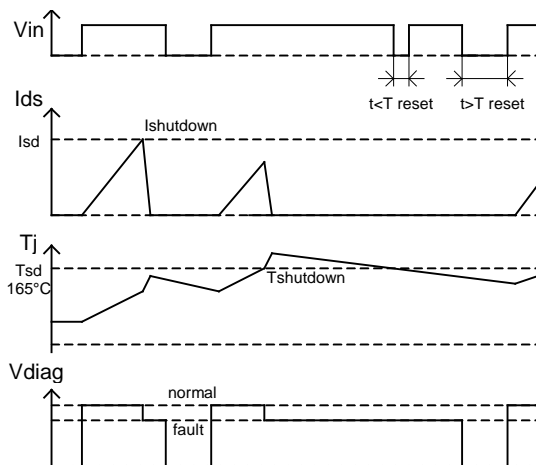 Vin
t<T reset
t>T reset
Ids
Ishutdown
Isd
Tj
Tsd
165°C
Tshutdown
Vdiag
normal
fault